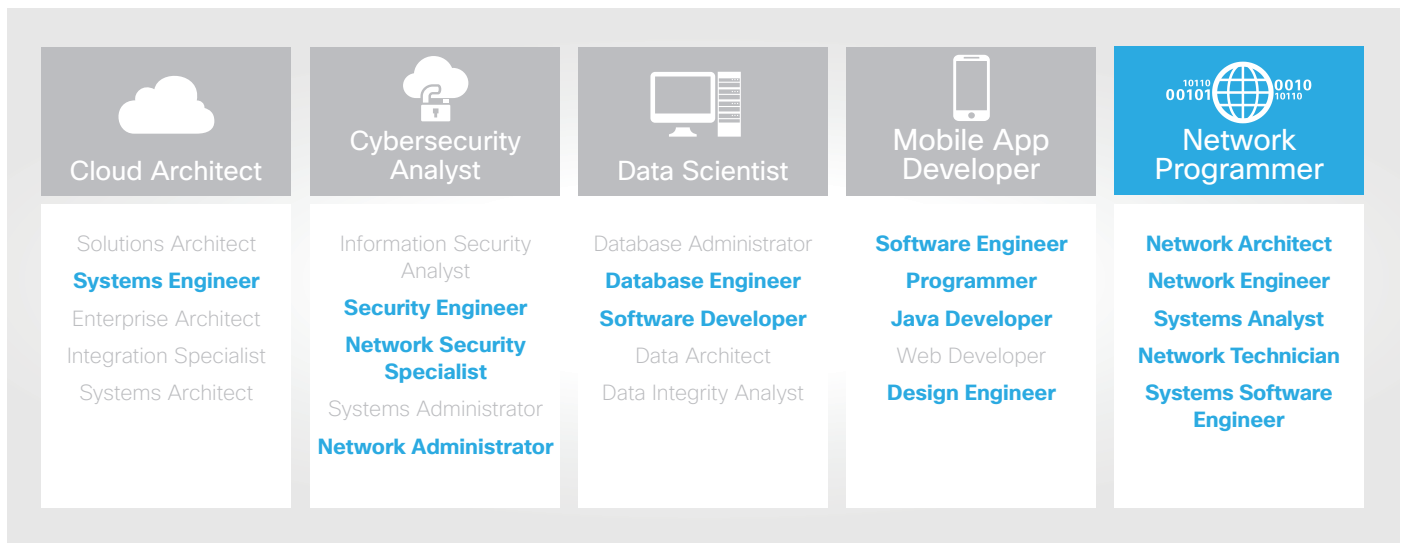 Cloud Architect
Solutions Architect
Systems Engineer
Enterprise Architect
Integration Specialist
Systems Architect
Cybersecurity
Analyst
Information Security
Analyst
Security Engineer
Network Security
Specialist
Systems Administrator
Network Administrator
Data Scientist
Database Administrator
Database Engineer
Software Developer
Data Architect
Data Integrity Analyst
Mobile App
Developer
Software Engineer
Programmer
Java Developer
Web Developer
Design Engineer
10110
00101
0010
10110
Network
Programmer
Network Architect
Network Engineer
Systems Analyst
Network Technician
Systems Software
Engineer